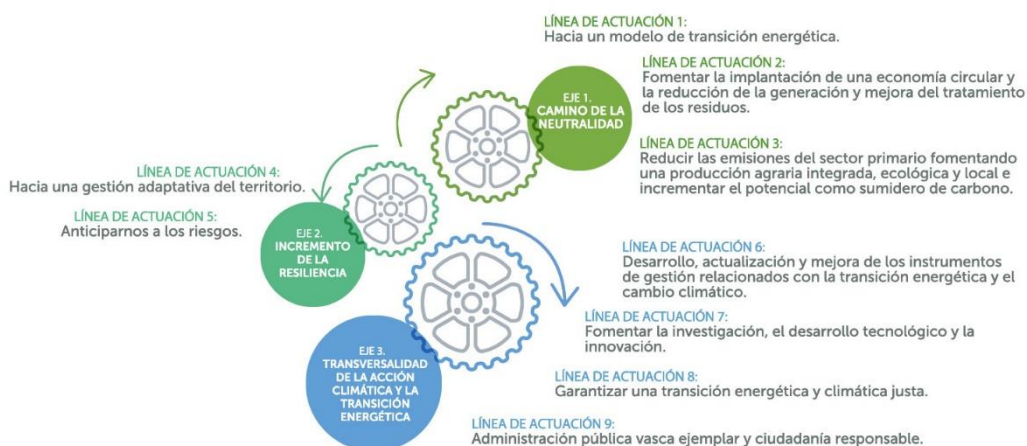 LÍNEA DE ACTUACIÓN 1:
Hacia un modelo de transición energética.
EJE 1.
CAMINO DE LA
NEUTRALIDAD
LÍNEA DE ACTUACIÓN 2:
Fomentar la implantación de una economía circular y
la reducción de la generación y mejora del tratamiento
de los residuos.
LÍNEA DE ACTUACIÓN 3:
Reducir las emisiones del sector primario fomentando
una producción agraria integrada, ecológica y local e
incrementar el potencial como sumidero de carbono.
LÍNEA DE ACTUACIÓN 4:
Hacia una gestión adaptativa del territorio.
LÍNEA DE ACTUACIÓN 5:
Anticiparnos a los riesgos.
EJE 2.
INCREMENTO
DE LA
RESILIENCIA
LÍNEA DE ACTUACIÓN 6:
Desarrollo, actualización y mejora de los instrumentos
de gestión relacionados con la transición energética y el
cambio climático.
LÍNEA DE ACTUACIÓN 7:
Fomentar la investigación, el desarrollo tecnológico y la
innovación.
EJE 3.
TRANSVERSALIDAD
DE LA ACCIÓN
CLIMÁTICA Y LA
TRANSICIÓN
ENERGÉTICA
LÍNEA DE ACTUACIÓN 8:
Garantizar una transición energética y climática justa.
LÍNEA DE ACTUACIÓN 9:
Administración pública vasca ejemplar y ciudadanía responsable.